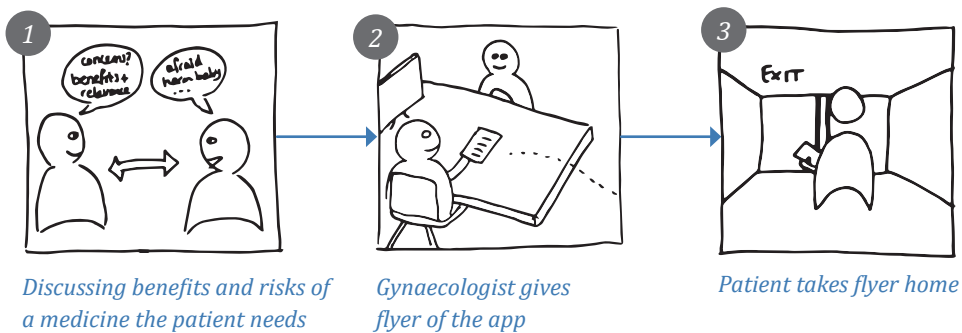 1
concerns?
benefits +
relevance
afraid
harm baby
...
2
3
EXIT
Discussing benefits and risks of
a medicine the patient needs
Gynaecologist gives
flyer of the app
Patient takes flyer home